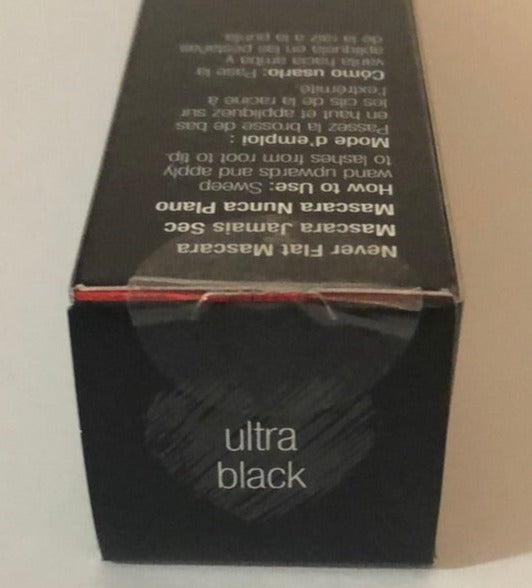 Never Flat Mascara
Mascara Jamais Sec
Mascara Nunca Plano
How to Use: Sweep
wand upwards and apply
to lashes from root to tip.
Mode d'emploi :
Passez la brosse de bas
en haut et appliquez sur
les cils de la racine à
l'extrémité.
Cómo usarlo: Pase la
varita hacia arriba y
aplíquela en las pestañas
de la raíz a la punta.
ultra
black